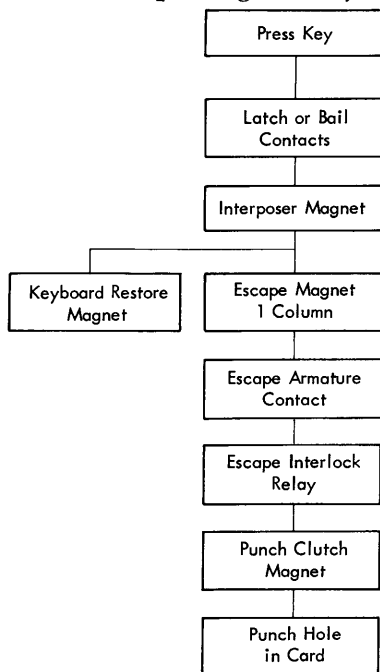 Press Key
Latch or Bail
Contacts
Interposer Magnet
Keyboard Restore
Magnet
Escape Magnet
1 Column
Escape Armature
Contact
Escape Interlock
Relay
Punch Clutch
Magnet
Punch Hole
in Card